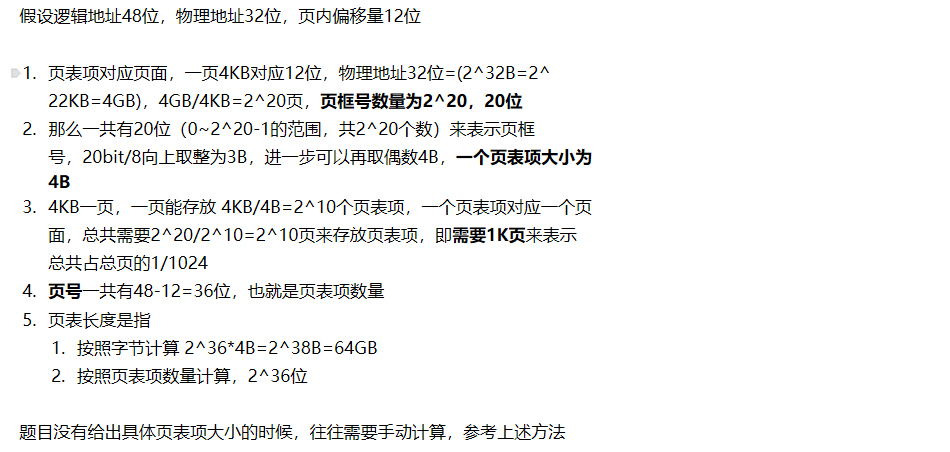 假设逻辑地址48位，物理地址32位，页内偏移量12位
1. 页表项对应页面，一页4KB对应12位，物理地址32位=(2^32B=2^
22KB=4GB)，4GB/4KB=2^20页，页框号数量为2^20，20位
2. 那么一共有20位（0~2^20-1的范围，共2^20个数）来表示页框
号，20bit/8向上取整为3B，进一步可以再取偶数4B，一个页表项大小为
4B
3. 4KB一页，一页能存放 4KB/4B=2^10个页表项，一个页表项对应一个页
面，总共需要2^20/2^10=2^10页来存放页表项，即需要1K页来表示
总共占总页的1/1024
4. 页号一共有48-12=36位，也就是页表项数量
5. 页表长度是指
1. 按照字节计算 2^36*4B=2^38B=64GB
2. 按照页表项数量计算，2^36位
题目没有给出具体页表项大小的时候，往往需要手动计算，参考上述方法